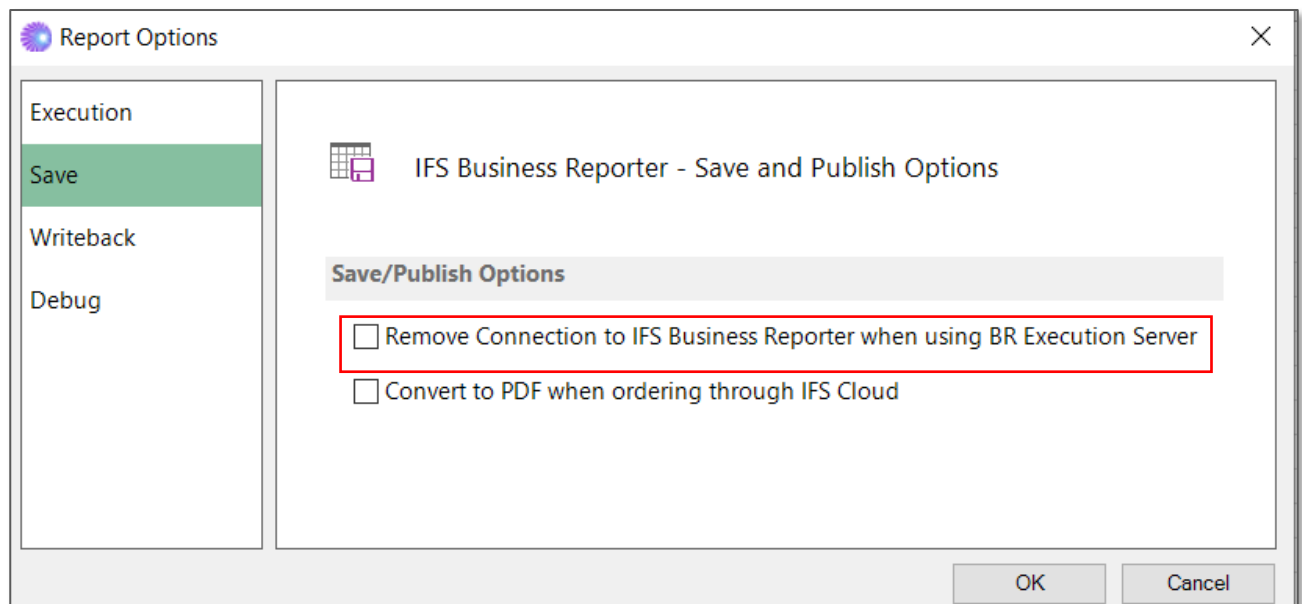 Report Options
Execution
Save
Writeback
Debug
IFS Business Reporter - Save and Publish Options
Save/Publish Options
Remove Connection to IFS Business Reporter when using BR Execution Server
Convert to PDF when ordering through IFS Cloud
OK
Cancel